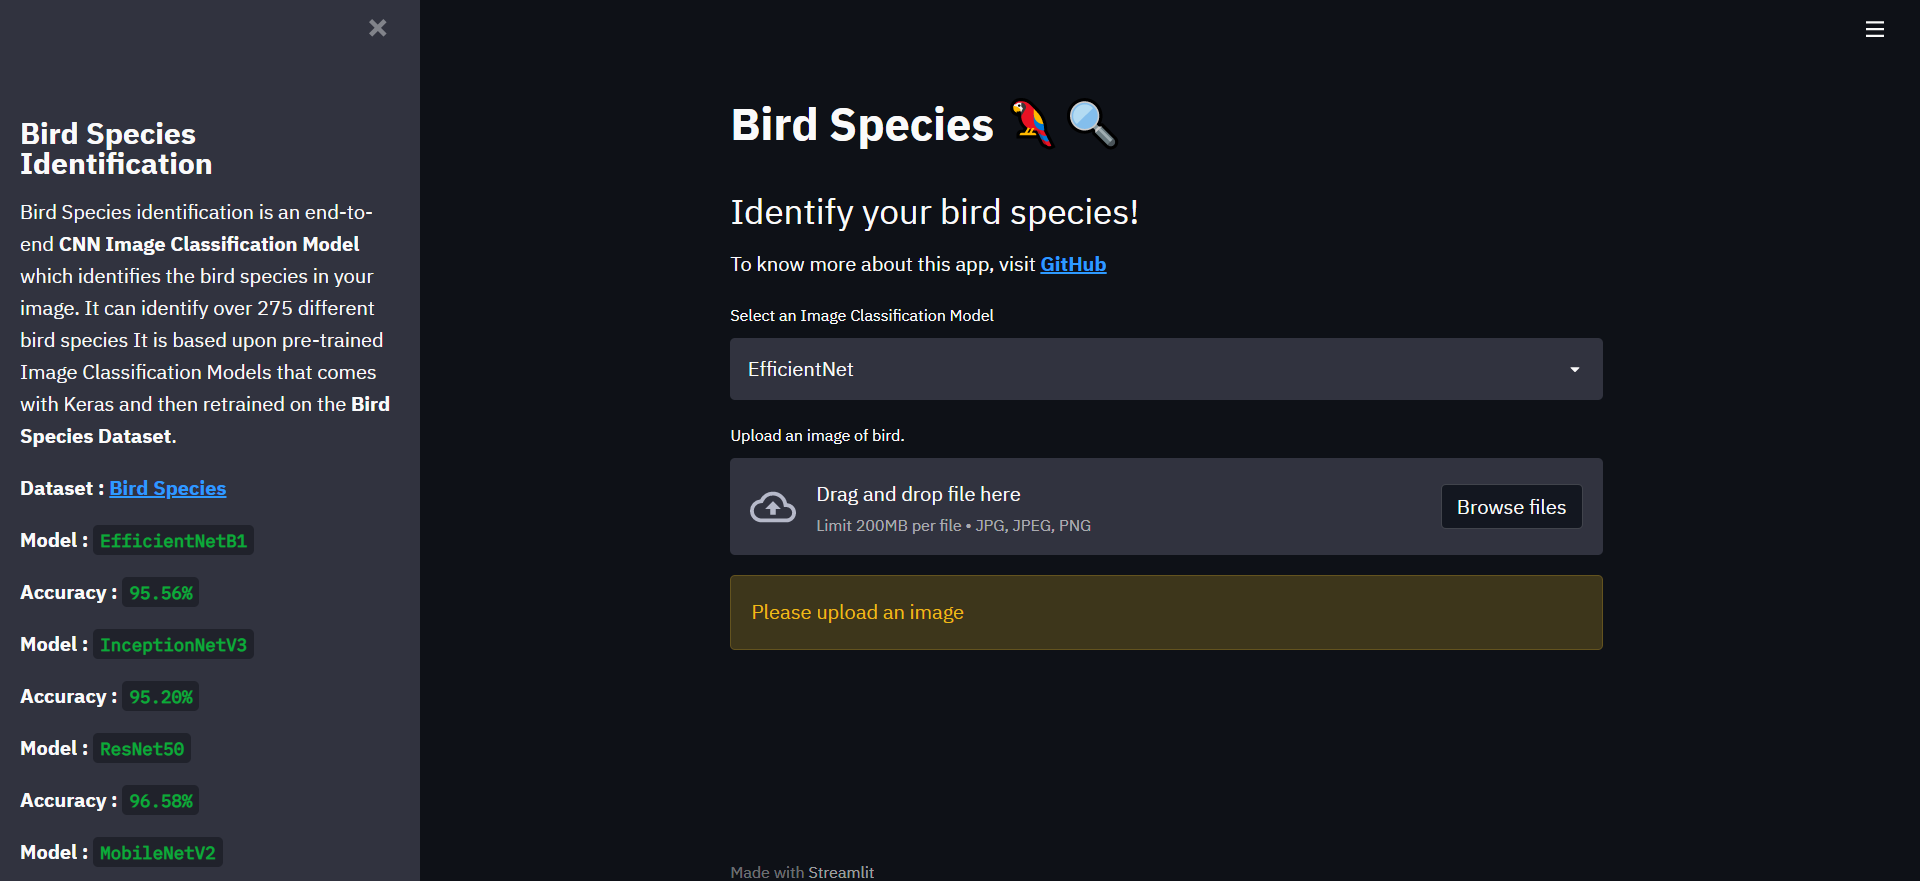 Bird Species
Identification
Bird Species identification is an end-to-
end CNN Image Classification Model
which identifies the bird species in your
image. It can identify over 275 different
bird species It is based upon pre-trained
Image Classification Models that comes
with Keras and then retrained on the Bird
Species Dataset.
Dataset : Bird Species
Model : EfficientNetB1
Accuracy : 95.56%
Model : InceptionNetV3
Accuracy : 95.20%
Model : ResNet50
Accuracy : 96.58%
Model : MobileNetV2
Bird Species
Identify your bird species!
To know more about this app, visit GitHub
Select an Image Classification Model
EfficientNet
Upload an image of bird.
Drag and drop file here
Limit 200MB per file • JPG, JPEG, PNG
Browse files
Please upload an image
Made with Streamlit